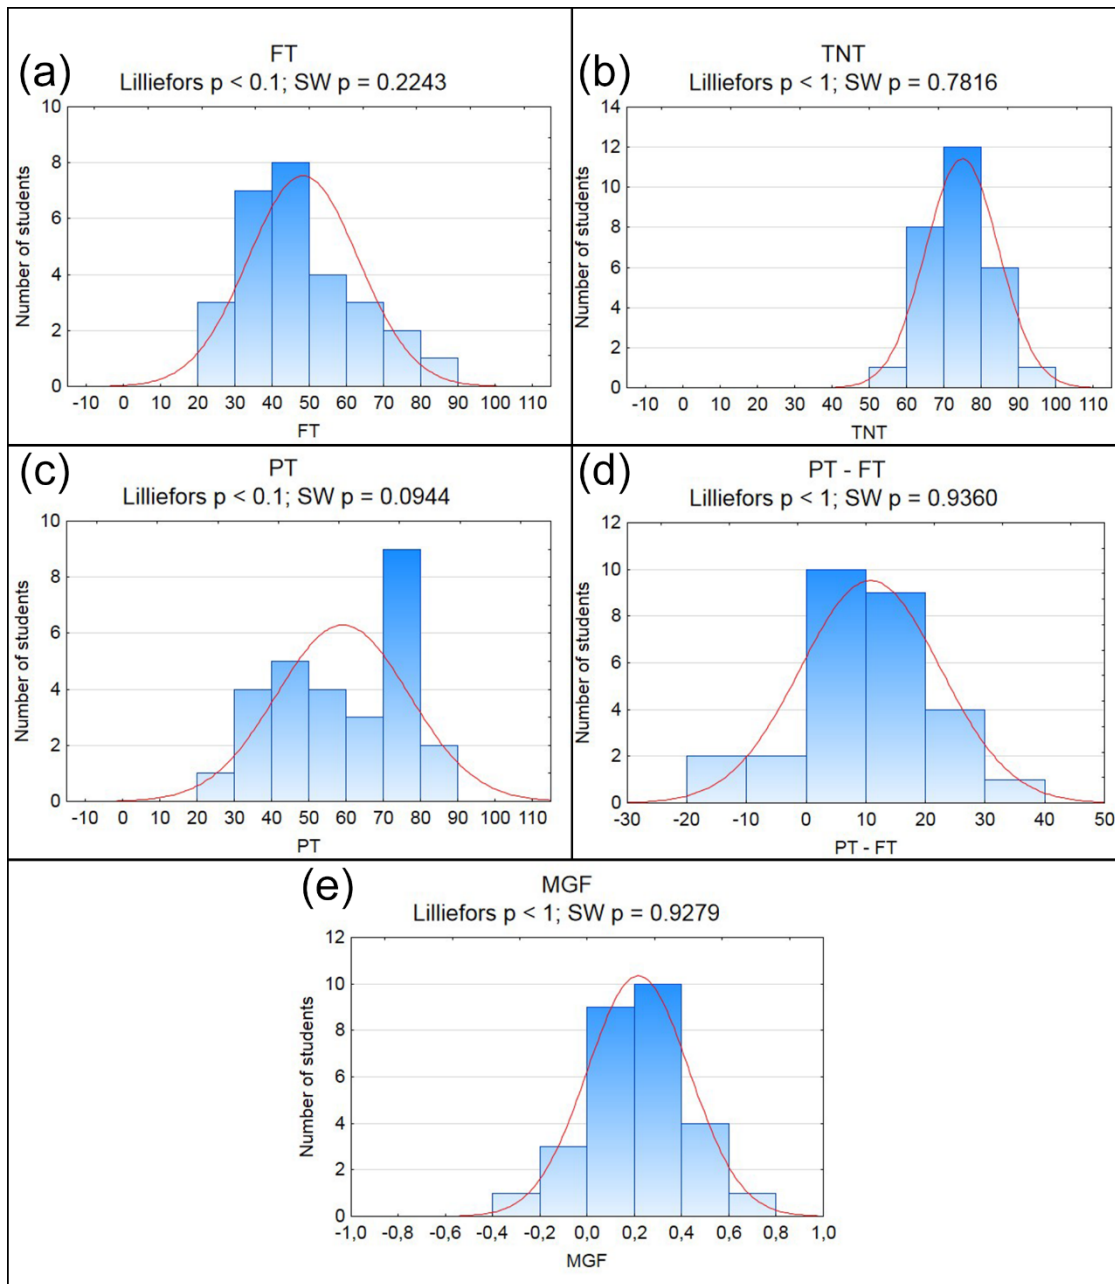 (a)
FT
Lilliefors p < 0.1; SW p = 0.2243
Number of students
10
8
6
4
2
0
-10 0 10 20 30 40 50 60 70 80 90 100 110
FT
(b)
TNT
Lilliefors p < 1; SW p = 0.7816
Number of students
14
12
10
8
6
4
2
0
-10 0 10 20 30 40 50 60 70 80 90 100 110
TNT
(c)
PT
Lilliefors p < 0.1; SW p = 0.0944
Number of students
10
8
6
4
2
0
-10 0 10 20 30 40 50 60 70 80 90 100 110
PT
(d)
PT - FT
Lilliefors p < 1; SW p = 0.9360
Number of students
12
10
8
6
4
2
0
-30 -20 -10 0 10 20 30 40 50
PT - FT
(e)
MGF
Lilliefors p < 1; SW p = 0.9279
Number of students
12
10
8
6
4
2
0
-1,0 -0,8 -0,6 -0,4 -0,2 0,0 0,2 0,4 0,6 0,8 1,0
MGF